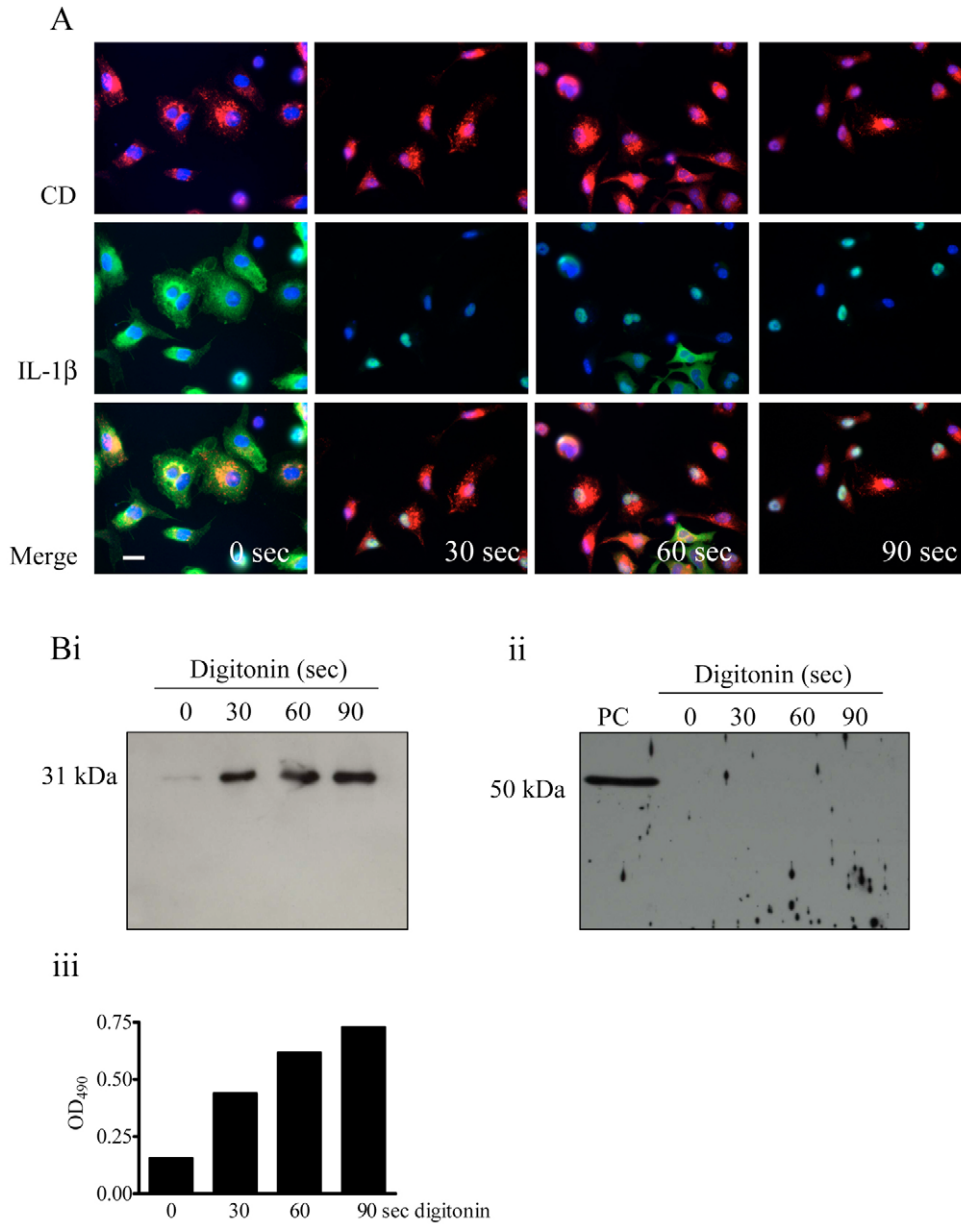 A
CD
IL-1β
Merge
0 sec
30 sec
60 sec
90 sec
Bi
Digitonin (sec)
0 30 60 90
31 kDa
ii
Digitonin (sec)
PC 0 30 60 90
50 kDa
iii
OD490
0.75
0.50
0.25
0.00
0 30 60 90 sec digitonin